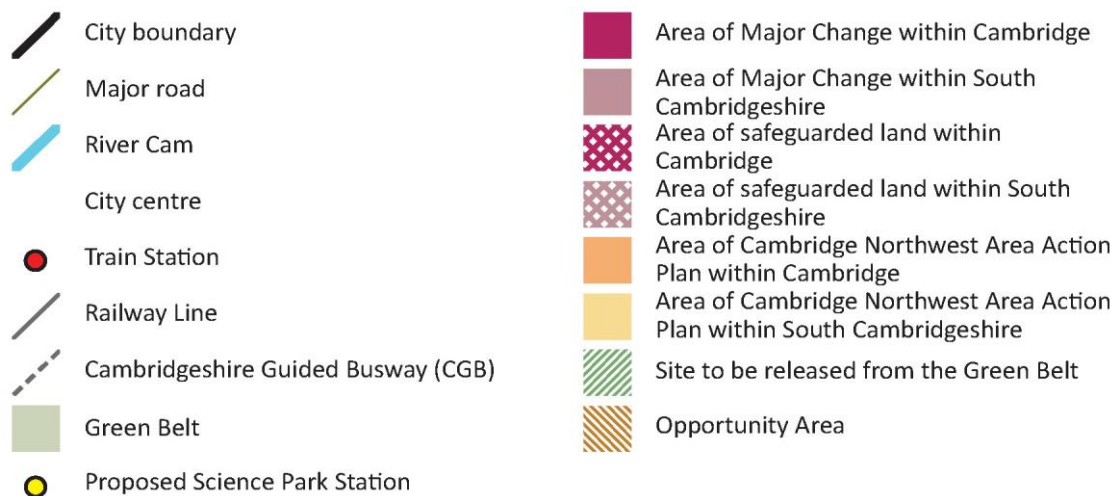 City boundary
Major road
River Cam
City centre
Train Station
Railway Line
Cambridgeshire Guided Busway (CGB)
Green Belt
Proposed Science Park Station
Area of Major Change within Cambridge
Area of Major Change within South
Cambridgeshire
Area of safeguarded land within
Cambridge
Area of safeguarded land within South
Cambridgeshire
Area of Cambridge Northwest Area Action
Plan within Cambridge
Area of Cambridge Northwest Area Action
Plan within South Cambridgeshire
Site to be released from the Green Belt
Opportunity Area